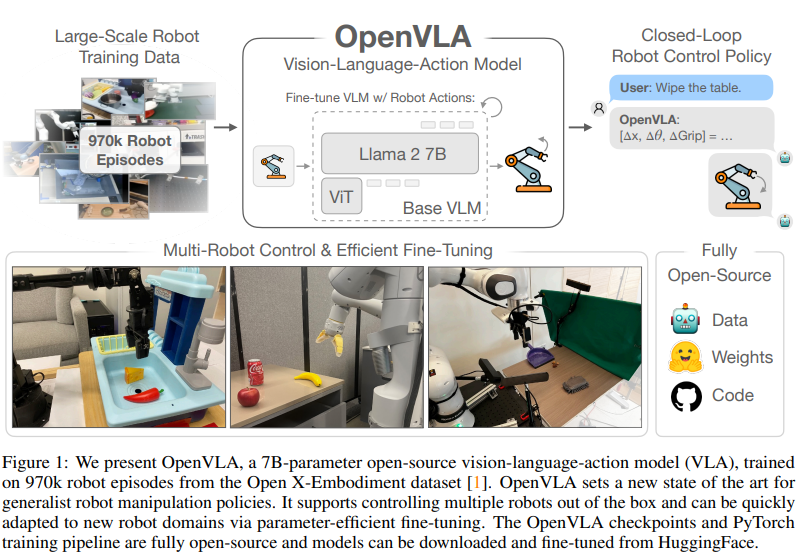 Large-Scale Robot
Training Data
970k Robot
Episodes
OpenVLA
Vision-Language-Action Model
Fine-tune VLM w/ Robot Actions:
Llama 2 7B
ViT
Base VLM
Closed-Loop
Robot Control Policy
User: Wipe the table.
OpenVLA:
[Δx, Δθ, ΔGrip] = ...
Multi-Robot Control & Efficient Fine-Tuning
Coca-Cola
Fully
Open-Source
Data
Weights
Code
Figure 1: We present OpenVLA, a 7B-parameter open-source vision-language-action model (VLA), trained
on 970k robot episodes from the Open X-Embodiment dataset [1]. OpenVLA sets a new state of the art for
generalist robot manipulation policies. It supports controlling multiple robots out of the box and can be quickly
adapted to new robot domains via parameter-efficient fine-tuning. The OpenVLA checkpoints and PyTorch
training pipeline are fully open-source and models can be downloaded and fine-tuned from HuggingFace.